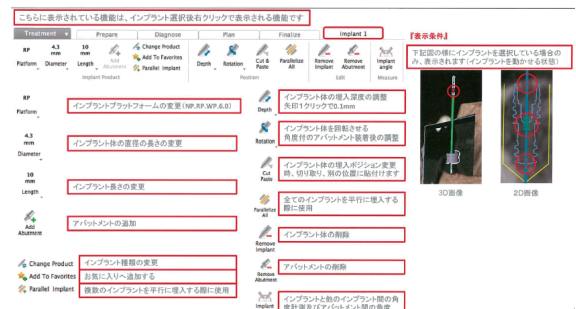 こちらに表示されている機能は、インプラント選択後右クリックで表示される機能です
Treatment Prepare Diagnose Plan Finalize Implant 1
RP 4.3 mm 10 mm
Platform Diameter Length Add Abutment
Change Product
Add To Favorites
Parallel Implant
Depth Rotation Cut & Paste Parallelize All Remove Implant Remove Abutment Implant angle
Implant Product Position Edit Measure
『表示条件』
下記図の様にインプラントを選択している場合の
み、表示されます(インプラントを動かせる状態)
3D画像 2D画像
RP
Platform
インプラントプラットフォームの変更(NP.RP.WP.6.0)
4.3
mm
Diameter
インプラント体の直径の長さの変更
10
mm
Length
インプラント長さの変更
Add
Abutment
アバットメントの追加
Change Product インプラント種類の変更
Add To Favorites お気に入りへ追加する
Parallel Implant 複数のインプラントを平行に埋入する際に使用
Depth
インプラント体の埋入深度の調整
矢印1クリックで0.1mm
Rotation
インプラント体を回転させる
角度付のアバットメント装着後の調整
Cut
Paste
インプラント体の埋入ポジション変更
時、切り取り、別の位置に貼付けます
Parallelize
All
全てのインプラントを平行に埋入する
際に使用
Remove
Implant
インプラント体の削除
Remove
Abutment
アバットメントの削除
Implant
インプラントと他のインプラント間の角
度計測及びアバットメント間の角度